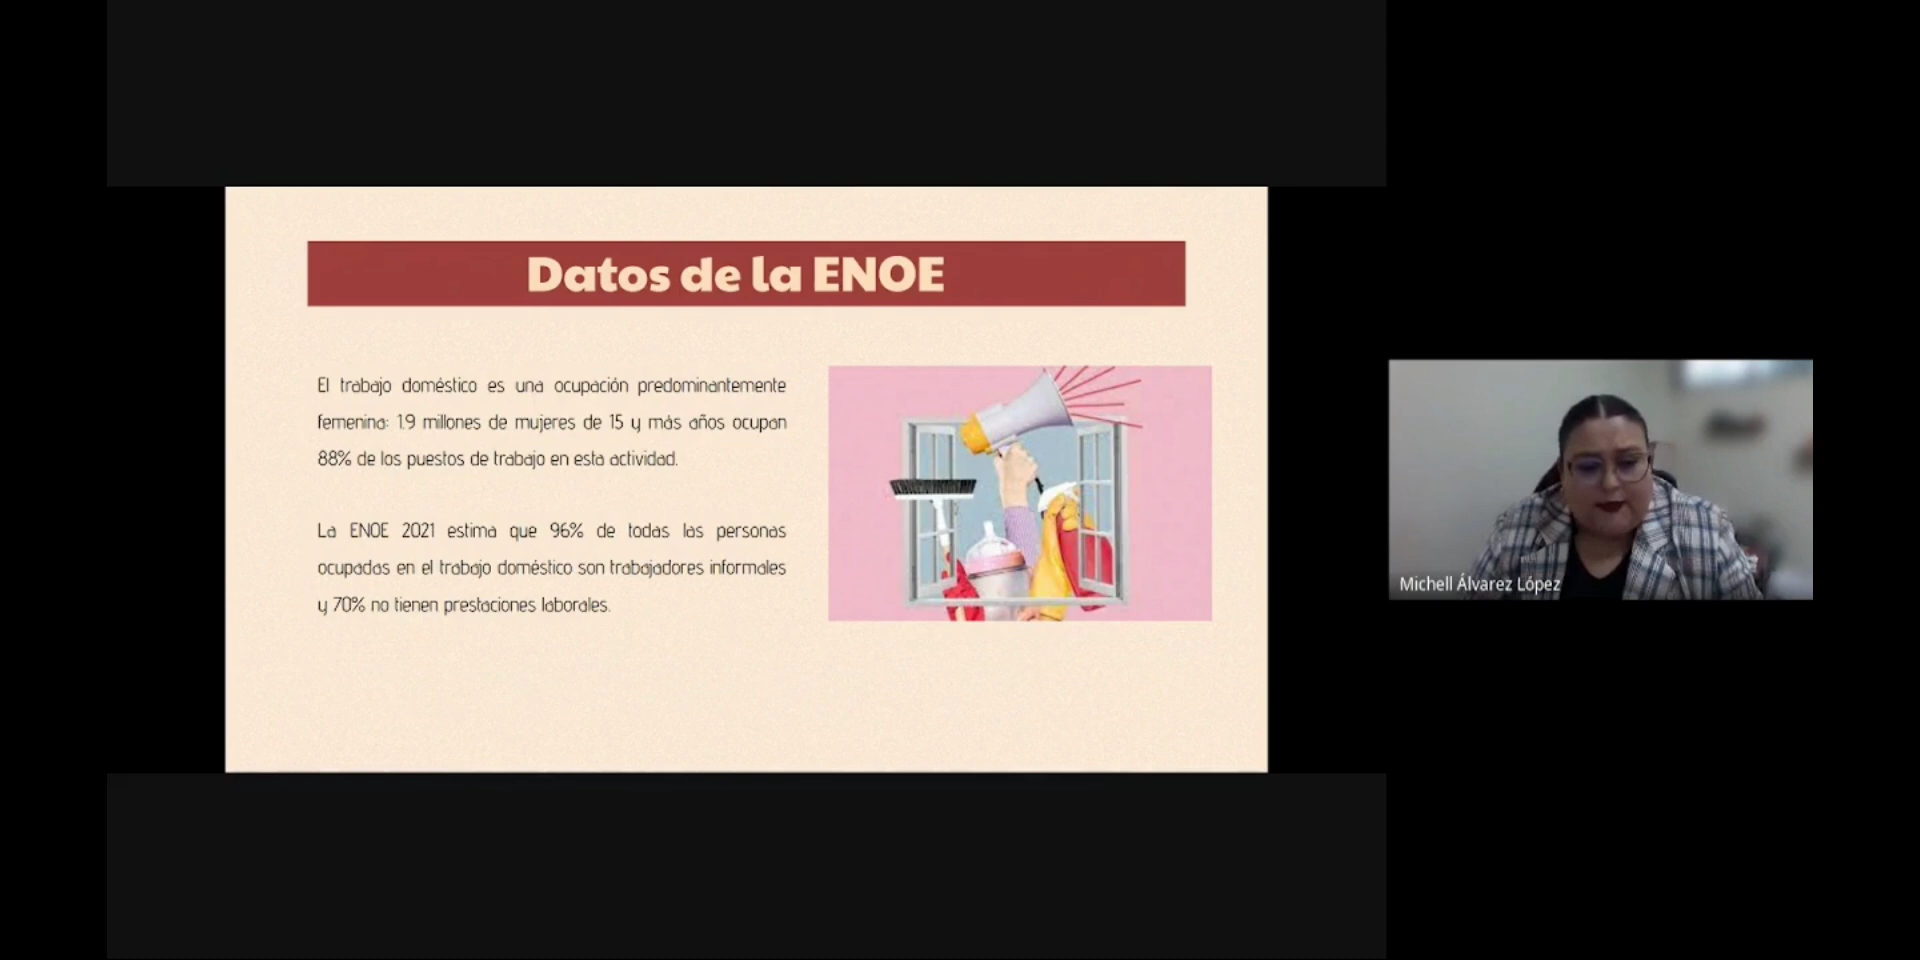 Datos de la ENOE
El trabajo doméstico es una ocupación predominantemente
femenina: 1.9 millones de mujeres de 15 y más años ocupan
88% de los puestos de trabajo en esta actividad.
La ENOE 2021 estima que 96% de todas las personas
ocupadas en el trabajo doméstico son trabajadores informales
y 70% no tienen prestaciones laborales.
Michell Álvarez López